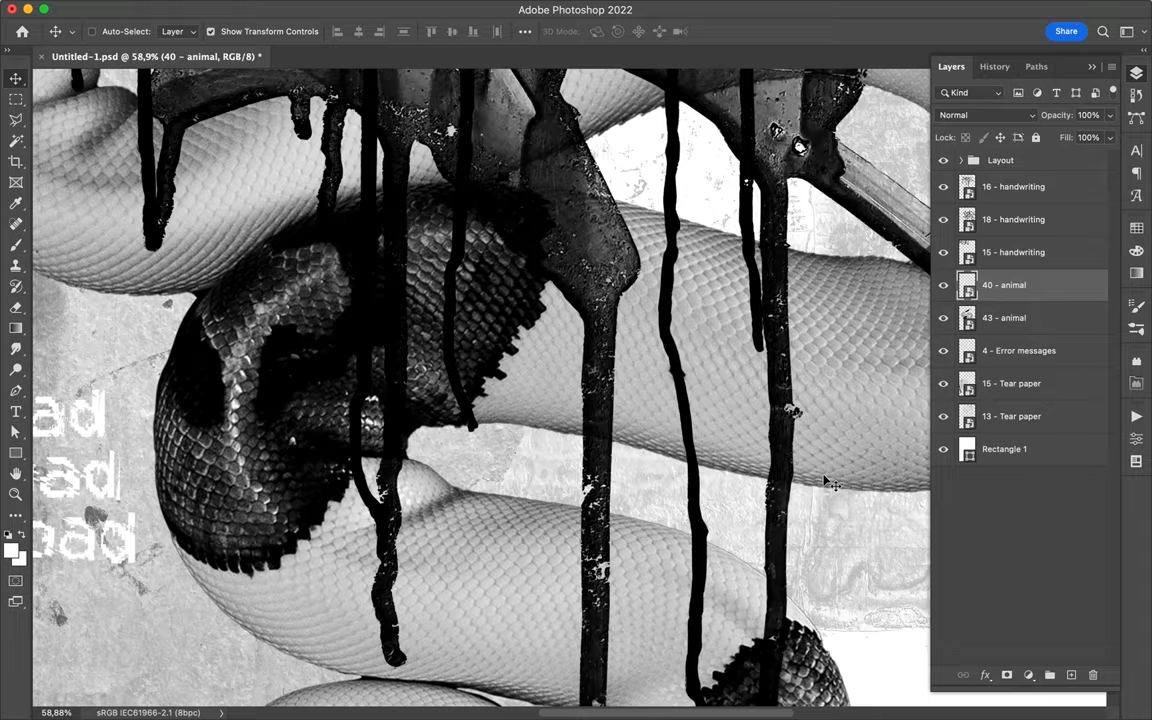 Adobe Photoshop 2022
Auto-Select:
Layer
Show Transform Controls
3D Mode:
Share
Untitled-1.psd @ 58,9% (40 - animal, RGB/8) *
Layers
History
Paths
Kind
Normal
Opacity:
100%
Lock:
Fill:
100%
Layout
16 - handwriting
18 - handwriting
15 - handwriting
40 - animal
43 - animal
4 - Error messages
15 - Tear paper
13 - Tear paper
Rectangle 1
ad
ad
oad
fx
58,88%
sRGB IEC61966-2.1 (8bpc)